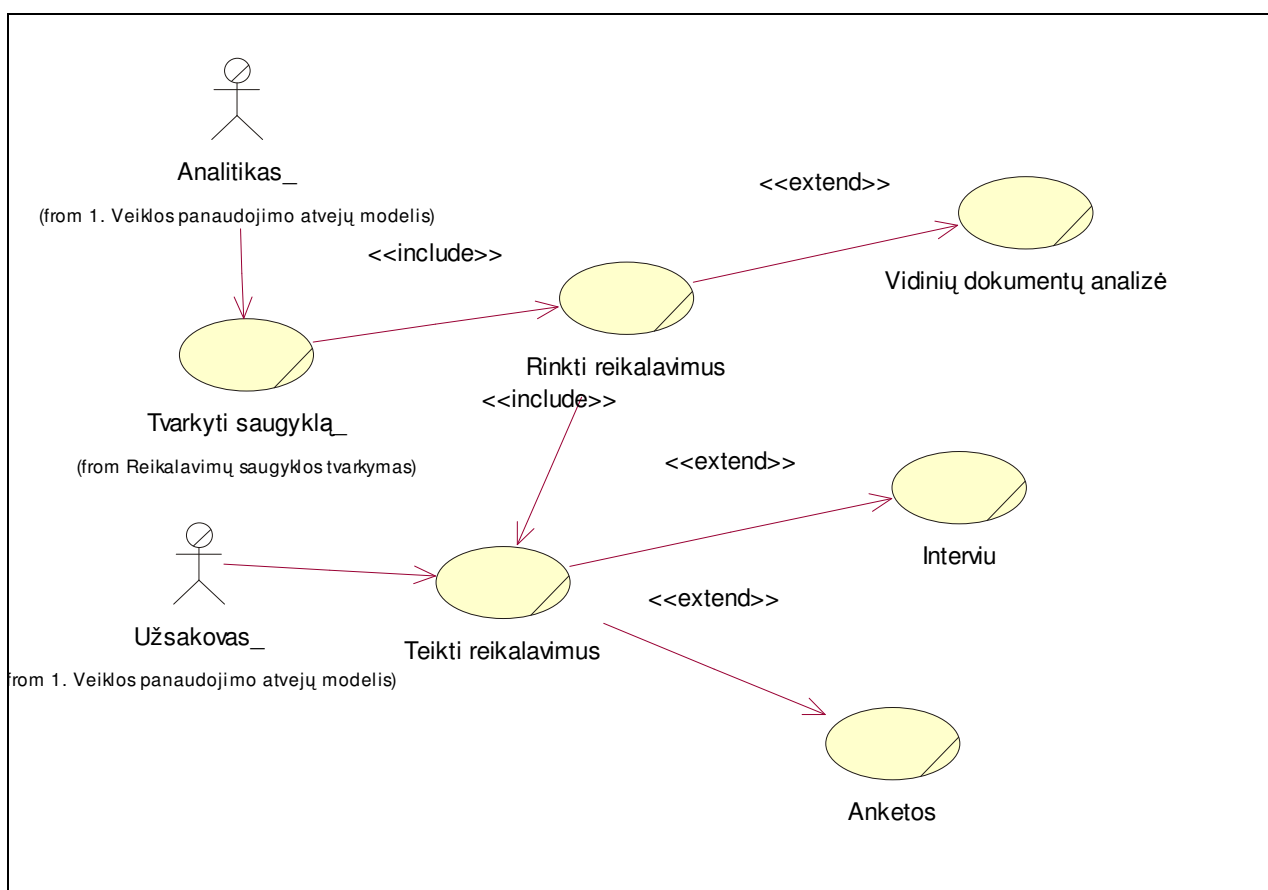 Analitikas_
(from 1. Veiklos panaudojimo atvejų modelis)
<<extend>>
<<include>>
Vidinių dokumentų analizė
Rinkti reikalavimus
<<include>>
Tvarkyti saugyklą_
(from Reikalavimų saugyklos tvarkymas)
<<extend>>
Interviu
<<extend>>
Užsakovas_
Teikti reikalavimus
from 1. Veiklos panaudojimo atvejų modelis)
Anketos